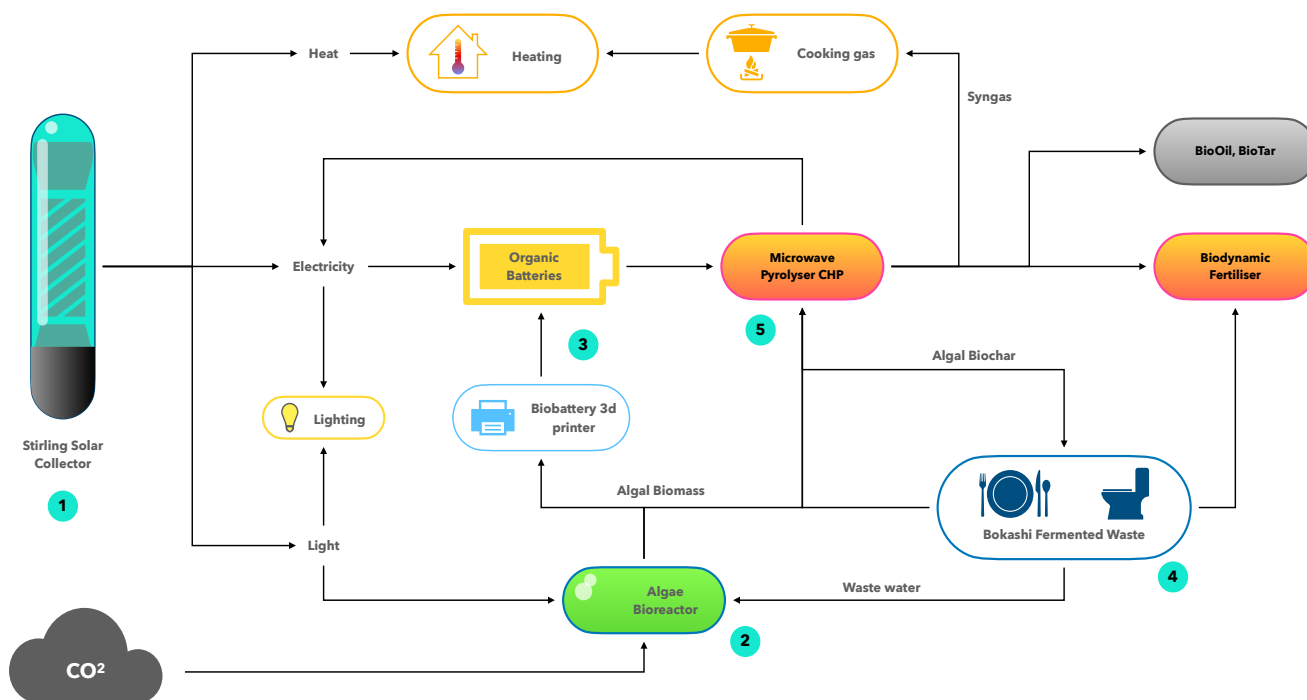 Heat
Heating
Cooking gas
Syngas
BioOil, BioTar
Electricity
Organic
Batteries
Microwave
Pyrolyser CHP
Biodynamic
Fertiliser
3
5
Algal Biochar
Lighting
Biobattery 3d
printer
Stirling Solar
Collector
1
Algal Biomass
Bokashi Fermented Waste
4
Light
Algae
Bioreactor
Waste water
2
CO²